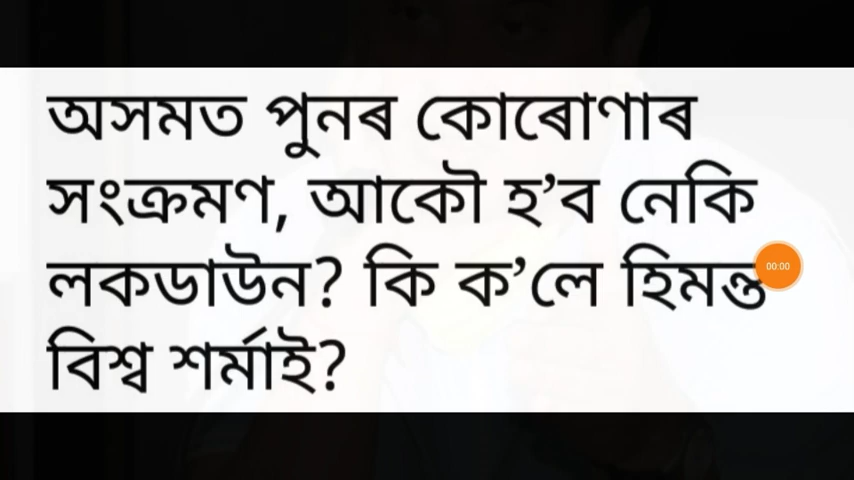 অসমত পুনৰ কোৰোণাৰ
সংক্ৰমণ, আকৌ হ’ব নেকি
লকডাউন? কি ক’লে হিমন্ত
বিশ্ব শৰ্মাই?
00:00